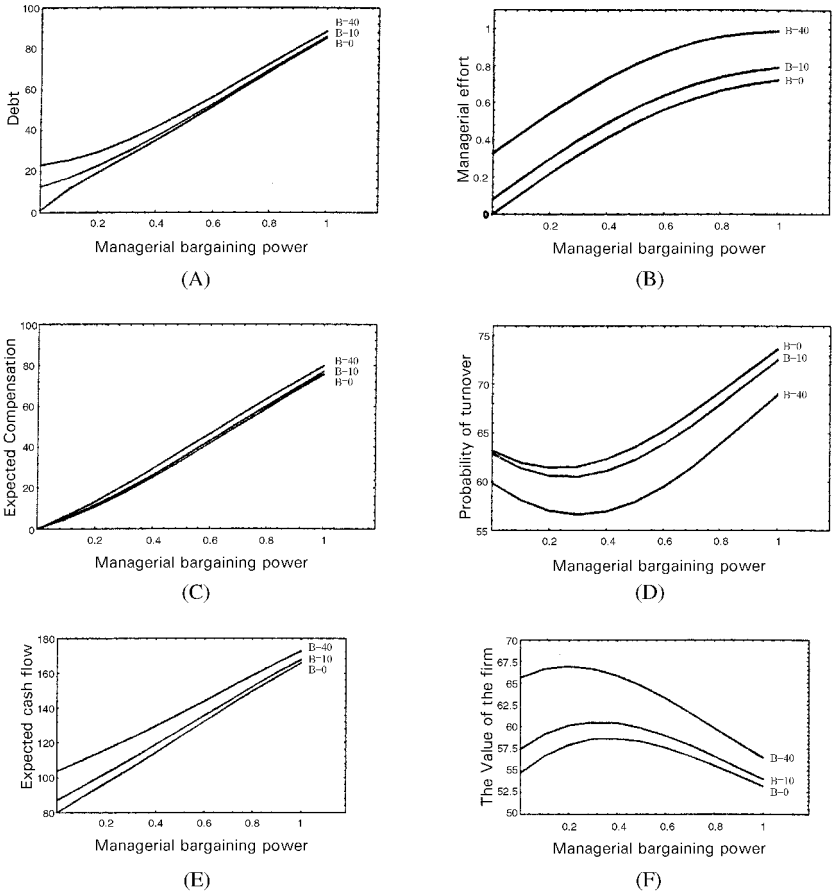 100
80
60
40
20
0
Debt
B=40
B-10
B=0
0.2 0.4 0.6 0.8 1
Managerial bargaining power
(A)
1
0.8
0.6
0.4
0.2
0
Managerial effort
B=40
B-10
B=0
0.2 0.4 0.6 0.8 1
Managerial bargaining power
(B)
100
80
60
40
20
0
Expected Compensation
B=40
B-10
B=0
0.2 0.4 0.6 0.8 1
Managerial bargaining power
(C)
75
70
65
60
55
Probability of turnover
B=0
B-10
B=40
0.2 0.4 0.6 0.8 1
Managerial bargaining power
(D)
180
160
140
120
100
80
Expected cash flow
B-40
B=10
B-0
0.2 0.4 0.6 0.8 1
Managerial bargaining power
(E)
70
67.5
65
62.5
60
57.5
55
52.5
50
The Value of the firm
B-40
B=10
B-0
0.2 0.4 0.6 0.8 1
Managerial bargaining power
(F)